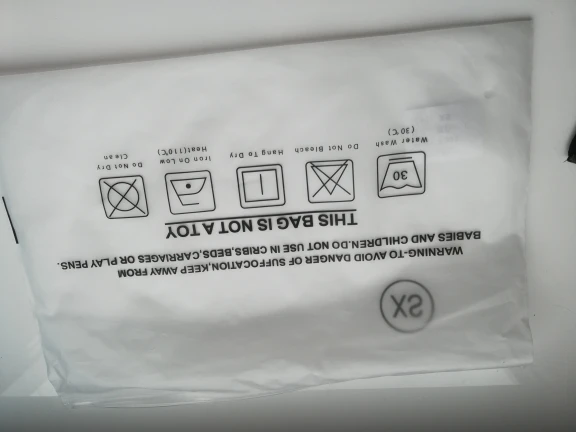 XS
WARNING-TO AVOID DANGER OF SUFFOCATION,KEEP AWAY FROM
BABIES AND CHILDREN.DO NOT USE IN CRIBS,BEDS,CARRIAGES OR PLAY PENS.
THIS BAG IS NOT A TOY
30
Water Wash
(30℃)
Do Not Bleach
Hang To Dry
Iron On Low
Heat(110℃)
Do Not Dry
Clean